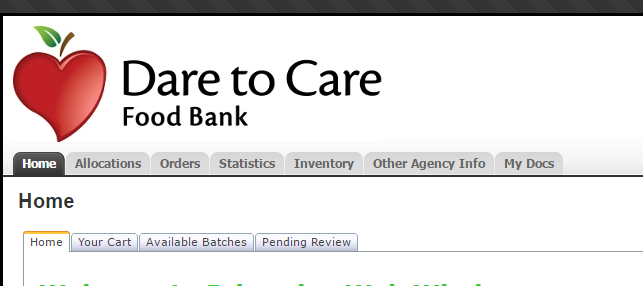 Dare to Care
Food Bank
Home Allocations Orders Statistics Inventory Other Agency Info My Docs
Home
Home Your Cart Available Batches Pending Review